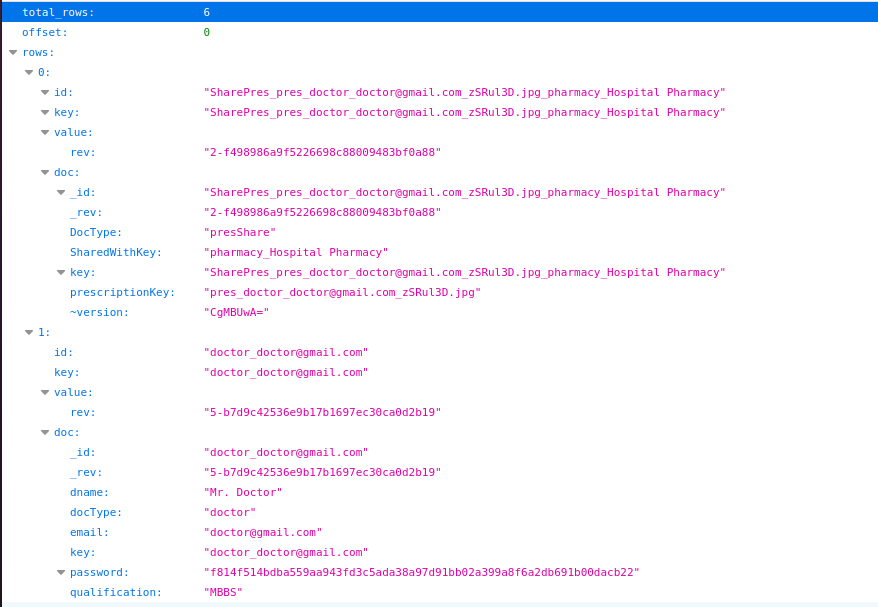 total_rows: 6
offset: 0
rows:
0:
id: "SharePres_pres_doctor_doctor@gmail.com_zSRul3D.jpg_pharmacy_Hospital Pharmacy"
key: "SharePres_pres_doctor_doctor@gmail.com_zSRul3D.jpg_pharmacy_Hospital Pharmacy"
value:
rev: "2-f498986a9f5226698c88009483bf0a88"
doc:
_id: "SharePres_pres_doctor_doctor@gmail.com_zSRul3D.jpg_pharmacy_Hospital Pharmacy"
_rev: "2-f498986a9f5226698c88009483bf0a88"
DocType: "presShare"
SharedWithKey: "pharmacy_Hospital Pharmacy"
key: "SharePres_pres_doctor_doctor@gmail.com_zSRul3D.jpg_pharmacy_Hospital Pharmacy"
prescriptionKey: "pres_doctor_doctor@gmail.com_zSRul3D.jpg"
~version: "CgMBUwA="
1:
id: "doctor_doctor@gmail.com"
key: "doctor_doctor@gmail.com"
value:
rev: "5-b7d9c42536e9b17b1697ec30ca0d2b19"
doc:
_id: "doctor_doctor@gmail.com"
_rev: "5-b7d9c42536e9b17b1697ec30ca0d2b19"
dname: "Mr. Doctor"
docType: "doctor"
email: "doctor@gmail.com"
key: "doctor_doctor@gmail.com"
password: "f814f514bdba559aa943fd3c5ada38a97d91bb02a399a8f6a2db691b00dacb22"
qualification: "MBBS"